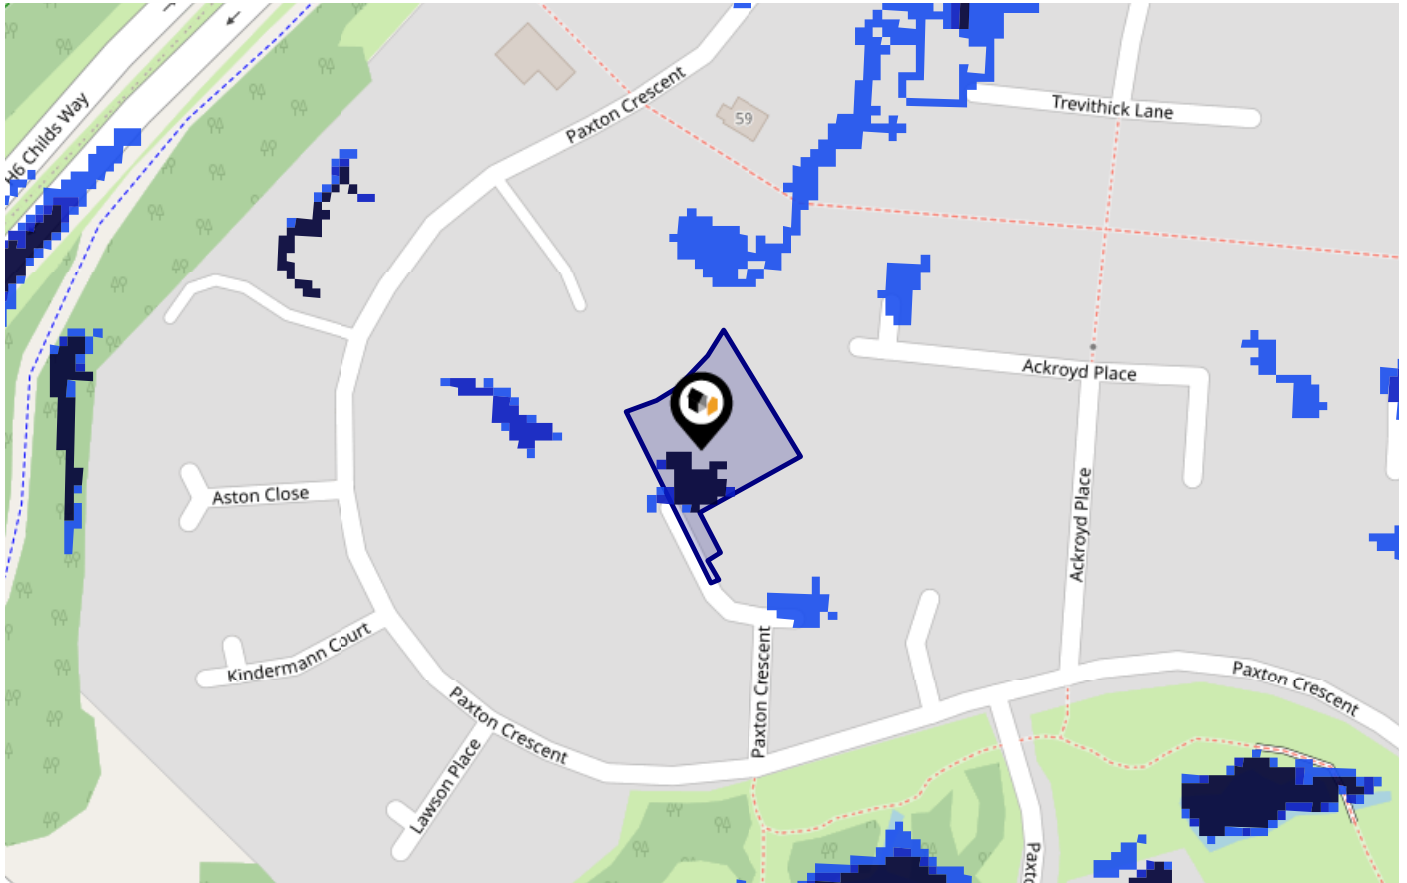 H6 Childs Way
Paxton Crescent
59
Trevithick Lane
Ackroyd Place
Aston Close
Ackroyd Place
Kindermann Court
Paxton Crescent
Paxton Crescent
Paxton Crescent
Lawson Place
Paxto